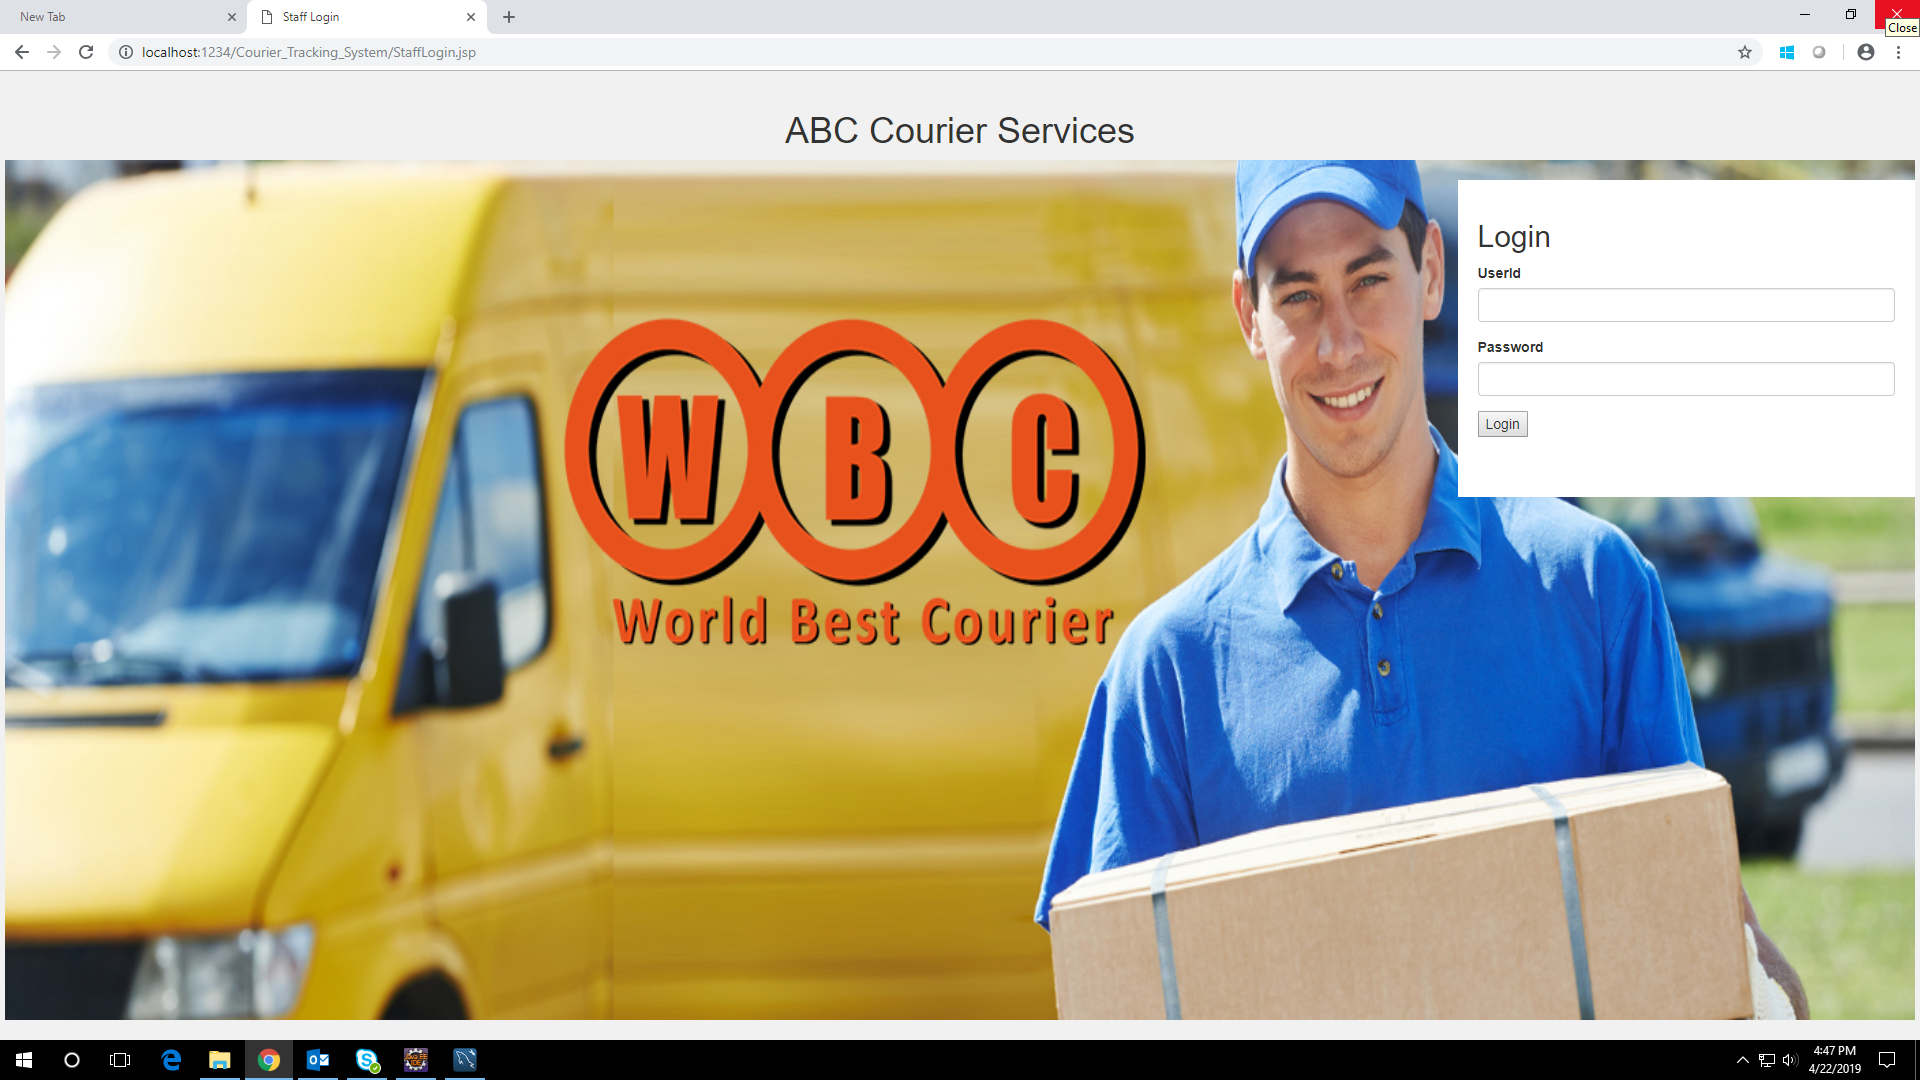 New Tab
Staff Login
Close
localhost:1234/Courier_Tracking_System/StaffLogin.jsp
ABC Courier Services
Login
UserId
Password
Login
W B C
World Best Courier
4:47 PM
4/22/2019